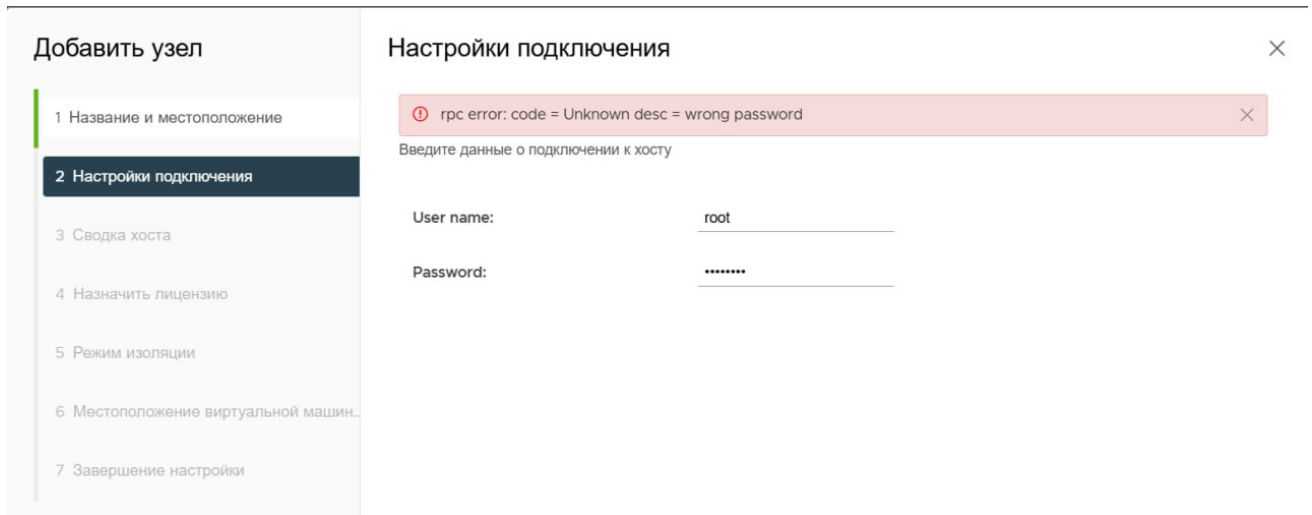 Добавить узел
1 Название и местоположение
2 Настройки подключения
3 Сводка хоста
4 Назначить лицензию
5 Режим изоляции
6 Местоположение виртуальной машин...
7 Завершение настройки
Настройки подключения
rpc error: code = Unknown desc = wrong password
Введите данные о подключении к хосту
User name: root
Password: ••••••••